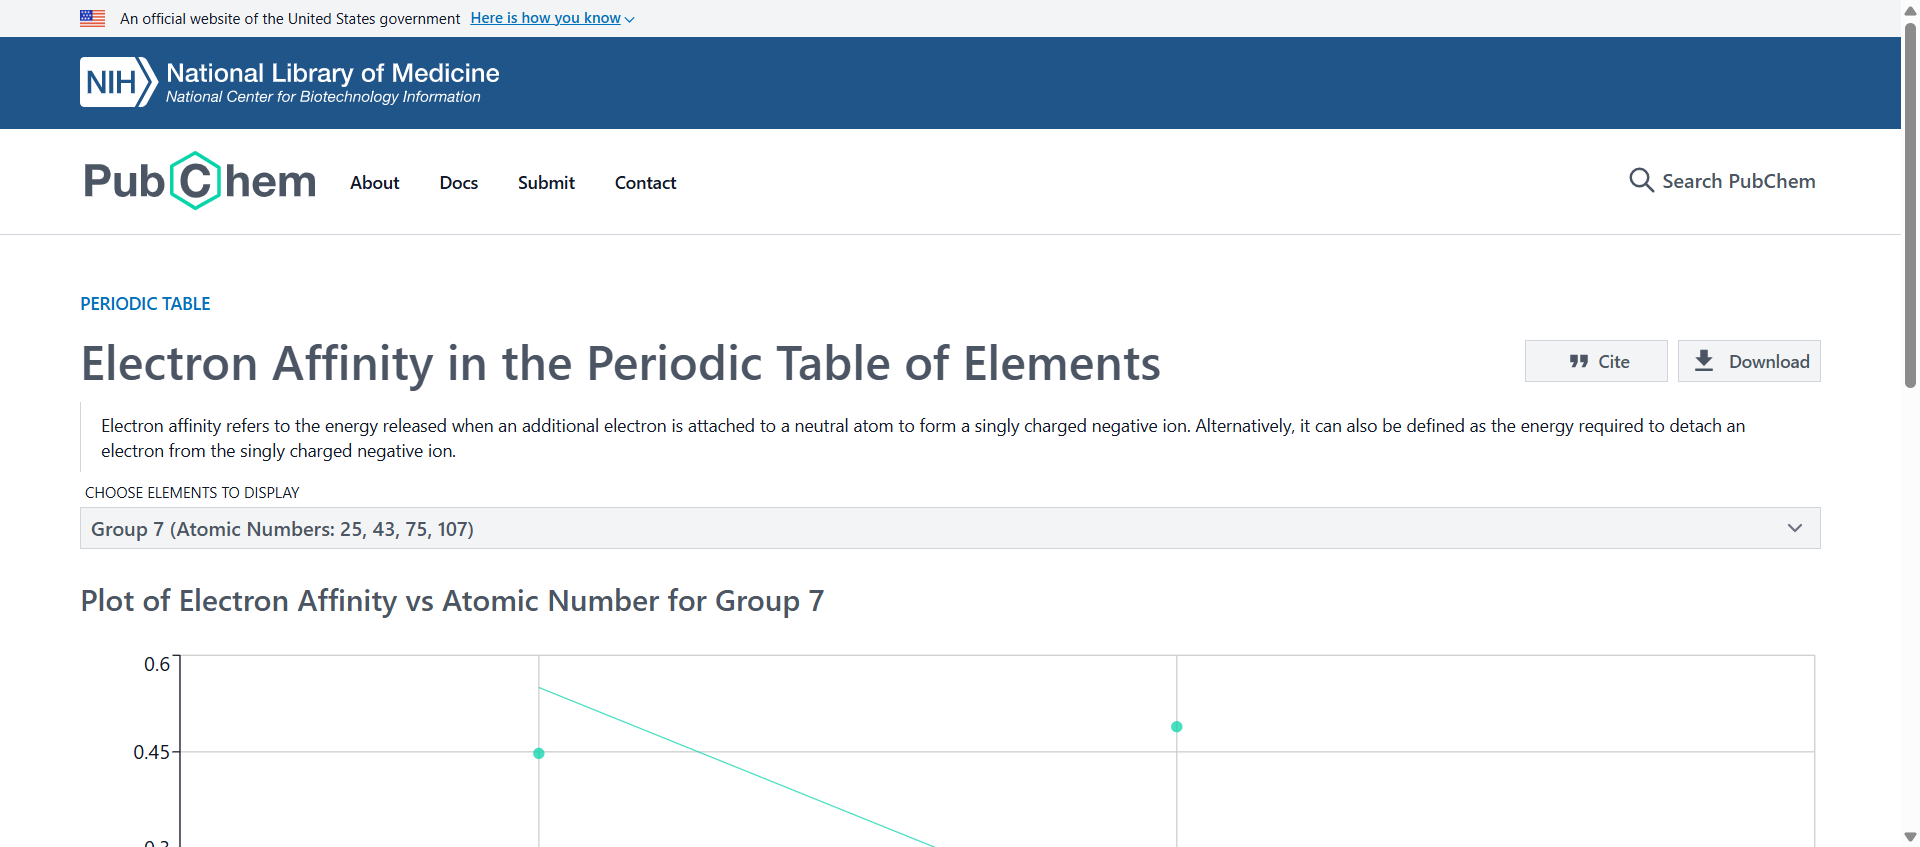 An official website of the United States government Here is how you know
NIH National Library of Medicine
National Center for Biotechnology Information
PubChem About Docs Submit Contact Search PubChem
PERIODIC TABLE
Electron Affinity in the Periodic Table of Elements
Cite Download
Electron affinity refers to the energy released when an additional electron is attached to a neutral atom to form a singly charged negative ion. Alternatively, it can also be defined as the energy required to detach an
electron from the singly charged negative ion.
CHOOSE ELEMENTS TO DISPLAY
Group 7 (Atomic Numbers: 25, 43, 75, 107)
Plot of Electron Affinity vs Atomic Number for Group 7
0.6
0.45